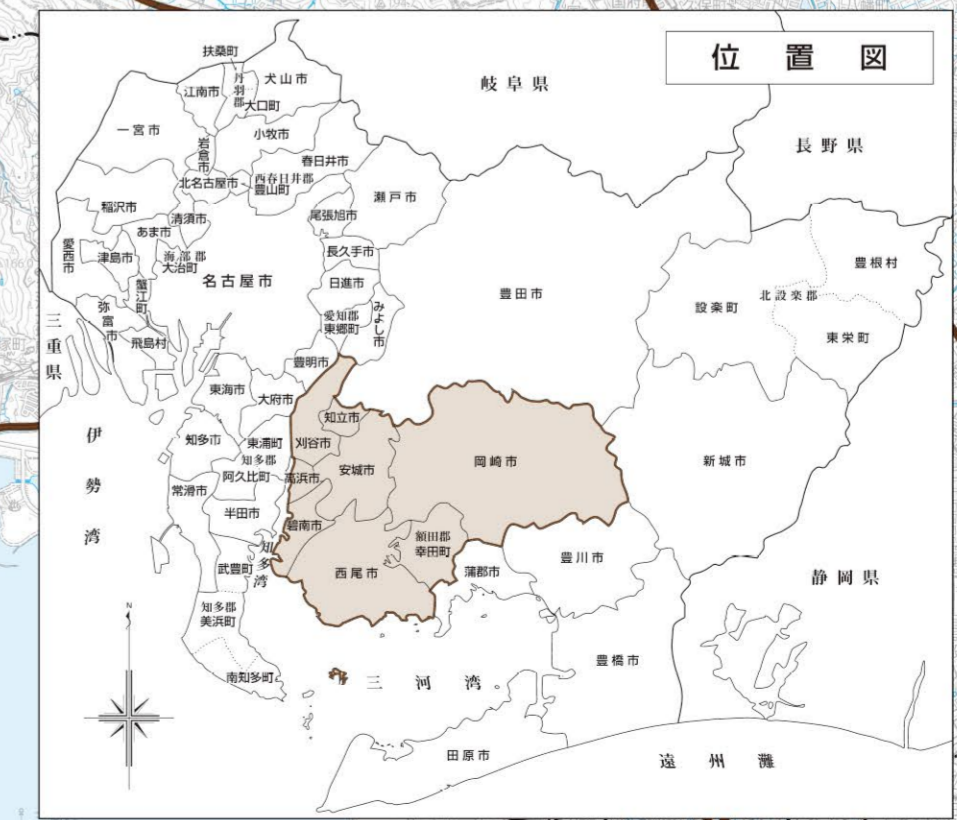 位置図
岐阜県
長野県
扶桑町
丹羽郡
犬山市
江南市
大口町
一宮市
小牧市
岩倉市
春日井市
西春日井郡
豊山町
北名古屋市
瀬戸市
稲沢市
清須市
尾張旭市
あま市
愛西市
津島市
海部郡
大治町
長久手市
名古屋市
日進市
蟹江町
みよし市
豊田市
弥富市
愛知郡
東郷町
飛島村
三重県
豊明市
設楽町
北設楽郡
豊根村
東栄町
東海市
大府市
知立市
刈谷市
知多市
東浦町
知多郡
阿久比町
高浜市
安城市
岡崎市
新城市
伊勢湾
常滑市
半田市
碧南市
額田郡
幸田町
知多湾
武豊町
西尾市
蒲郡市
豊川市
静岡県
知多郡
美浜町
N
南知多町
三河湾
豊橋市
田原市
遠州灘